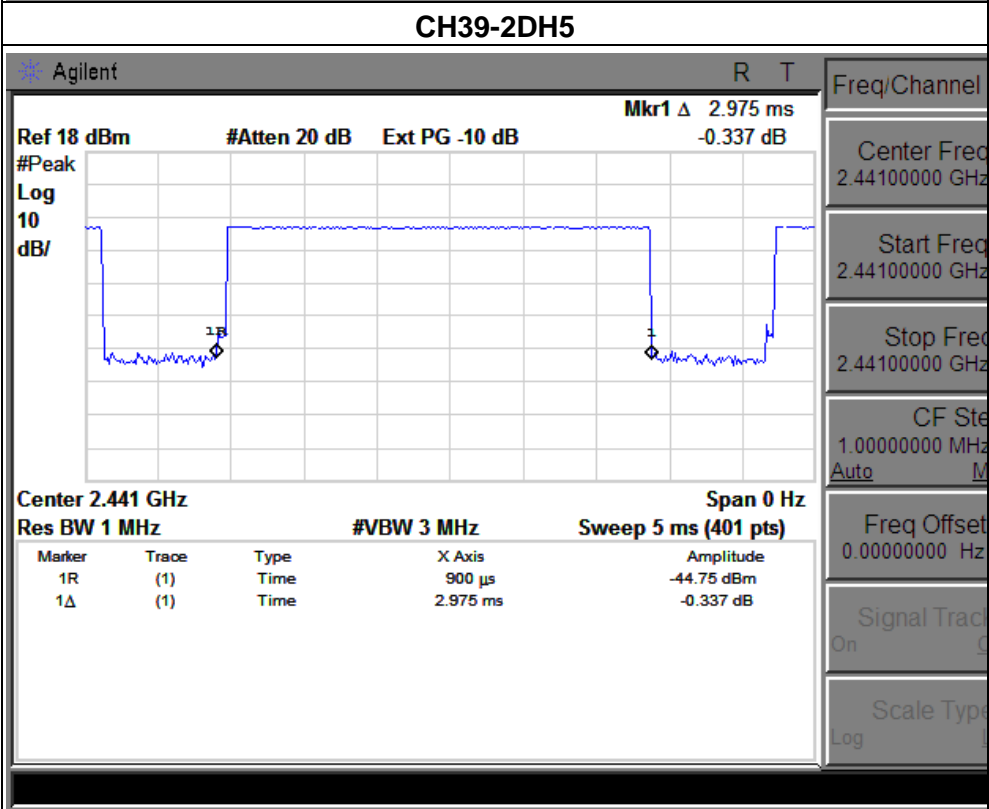 CH39-2DH5
Agilent
R T
Mkr1 Δ 2.975 ms
Ref 18 dBm #Atten 20 dB Ext PG -10 dB -0.337 dB
#Peak
Log
10
dB/
1R
1
Center 2.441 GHz Span 0 Hz
Res BW 1 MHz #VBW 3 MHz Sweep 5 ms (401 pts)
Marker Trace Type X Axis Amplitude
1R (1) Time 900 µs -44.75 dBm
1Δ (1) Time 2.975 ms -0.337 dB
Freq/Channel
Center Freq
2.44100000 GHz
Start Freq
2.44100000 GHz
Stop Freq
2.44100000 GHz
CF Ste
1.00000000 MHz
Auto M
Freq Offset
0.00000000 Hz
Signal Track
On
Scale Type
Log